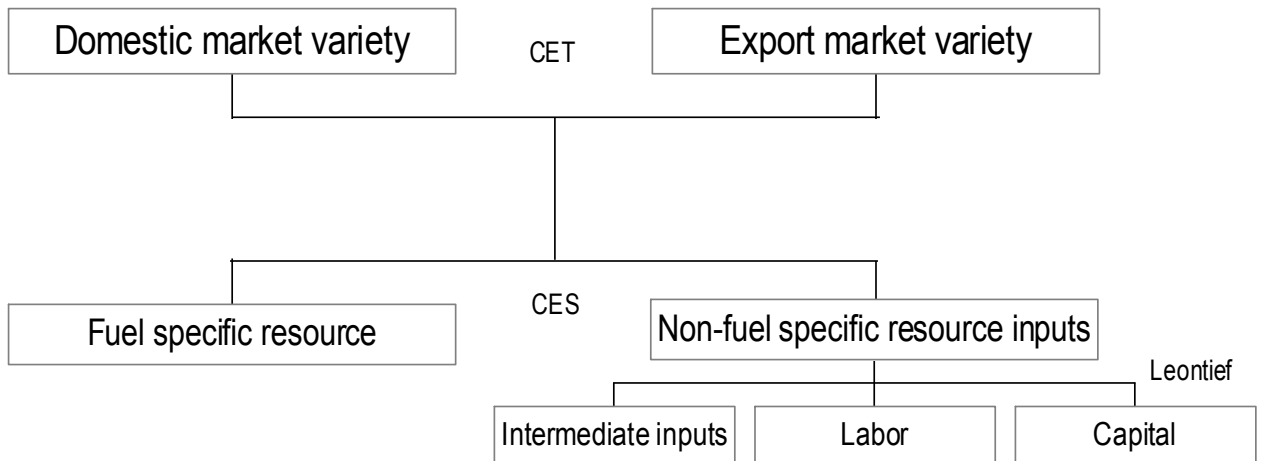 Domestic market variety
CET
Export market variety
Fuel specific resource
CES
Non-fuel specific resource inputs
Leontief
Intermediate inputs
Labor
Capital